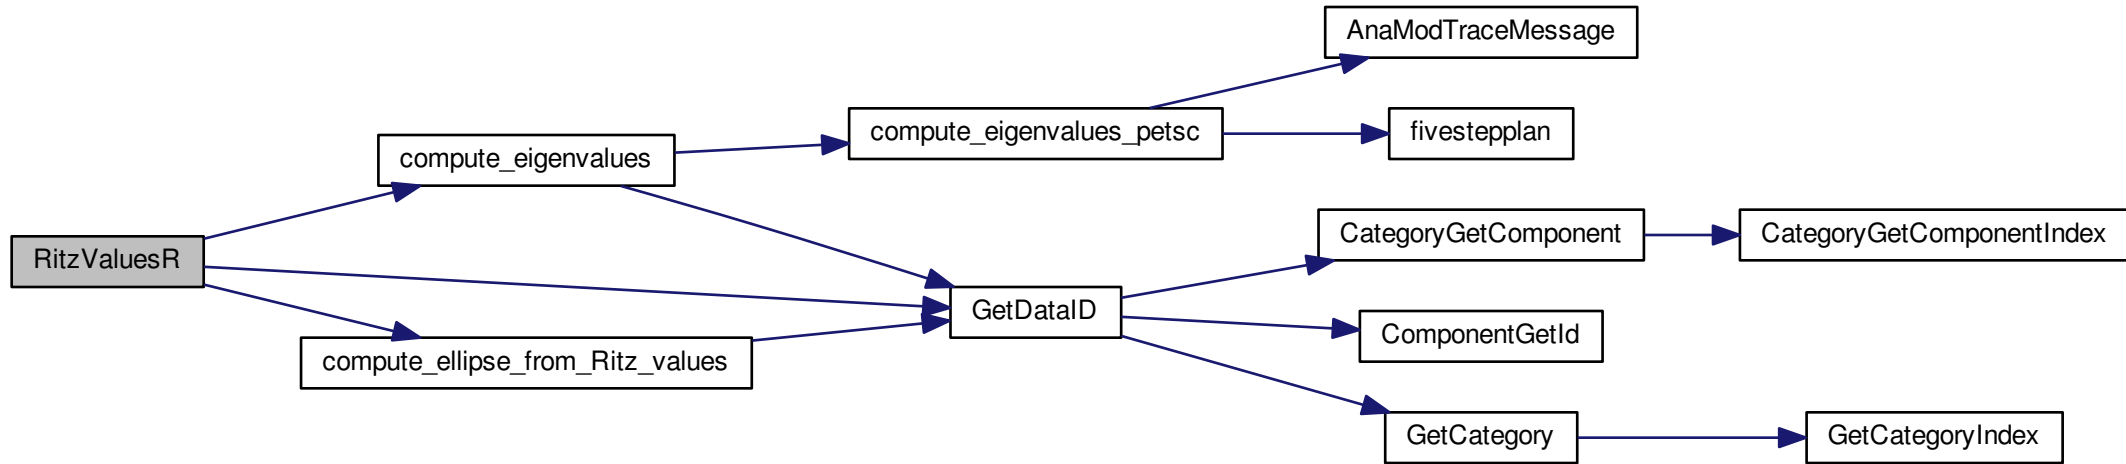 AnaModTraceMessage
compute_eigenvalues_petsc
fivestepplan
compute_eigenvalues
CategoryGetComponent
CategoryGetComponentIndex
RitzValuesR
GetDataID
ComponentGetId
compute_ellipse_from_Ritz_values
GetCategory
GetCategoryIndex